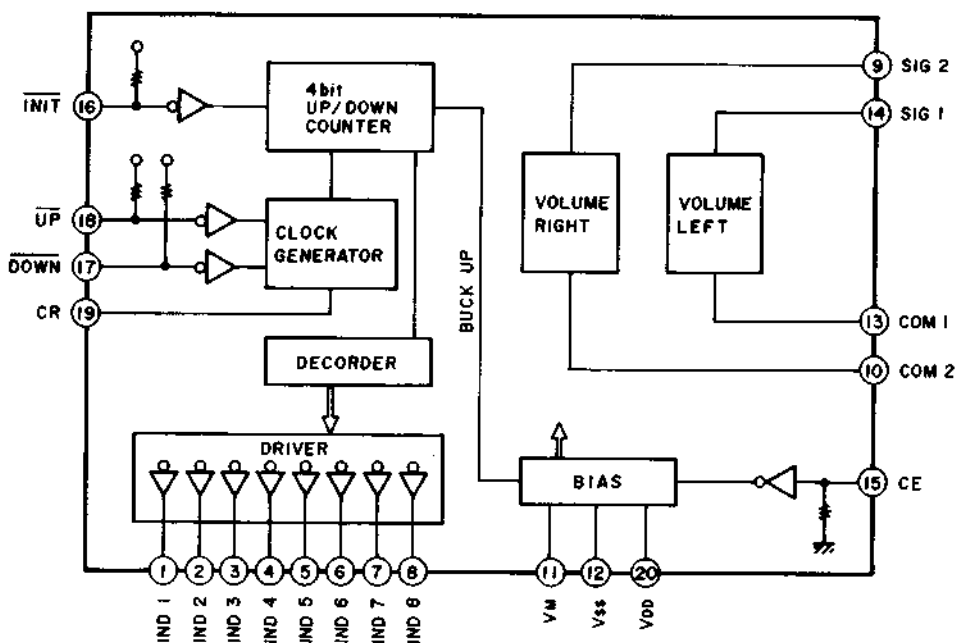 INIT 16
4bit
UP/DOWN
COUNTER
9 SIG 2
14 SIG 1
UP 18
DOWN 17
CR 19
CLOCK
GENERATOR
BUCK UP
VOLUME
RIGHT
VOLUME
LEFT
13 COM 1
10 COM 2
DECORDER
DRIVER
BIAS
15 CE
1 2 3 4 5 6 7 8 11 12 20
IND 1 IND 2 IND 3 IND 4 IND 5 IND 6 IND 7 IND 8 VM VSS VDD